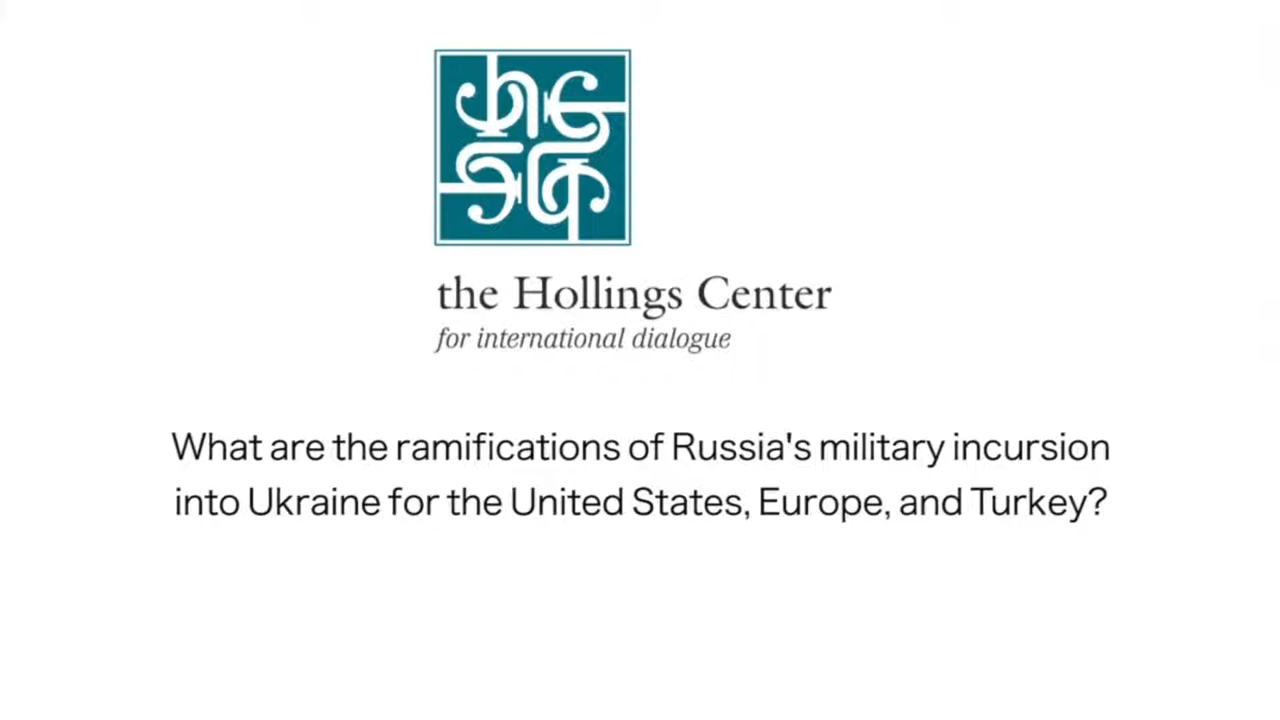 the Hollings Center
for international dialogue
What are the ramifications of Russia's military incursion
into Ukraine for the United States, Europe, and Turkey?